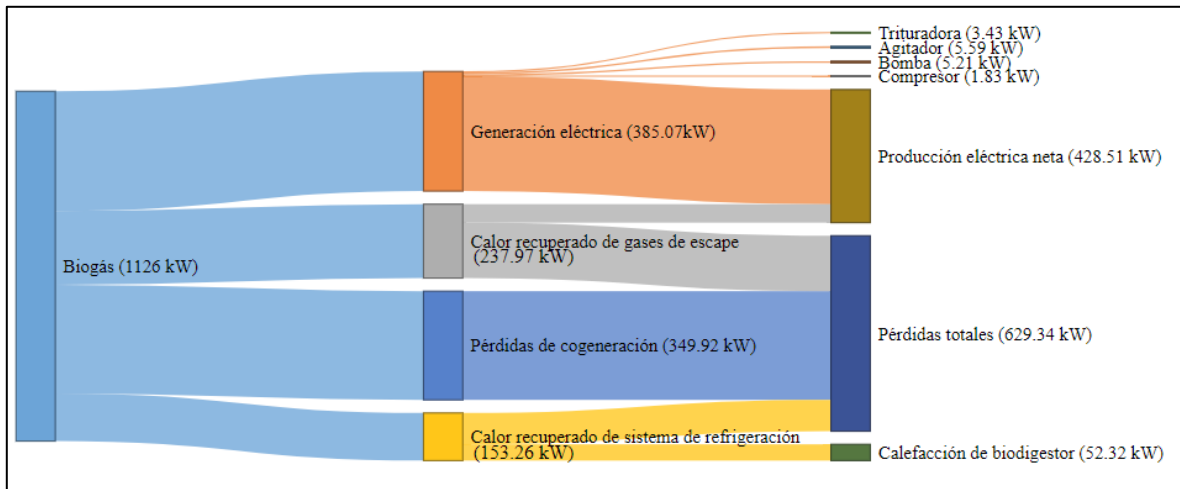 Trituradora (3.43 kW)
Agitador (5.59 kW)
Bomba (5.21 kW)
Compresor (1.83 kW)
Generación eléctrica (385.07kW)
Producción eléctrica neta (428.51 kW)
Calor recuperado de gases de escape
(237.97 kW)
Biogás (1126 kW)
Pérdidas totales (629.34 kW)
Pérdidas de cogeneración (349.92 kW)
Calor recuperado de sistema de refrigeración
(153.26 kW)
Calefacción de biodigestor (52.32 kW)